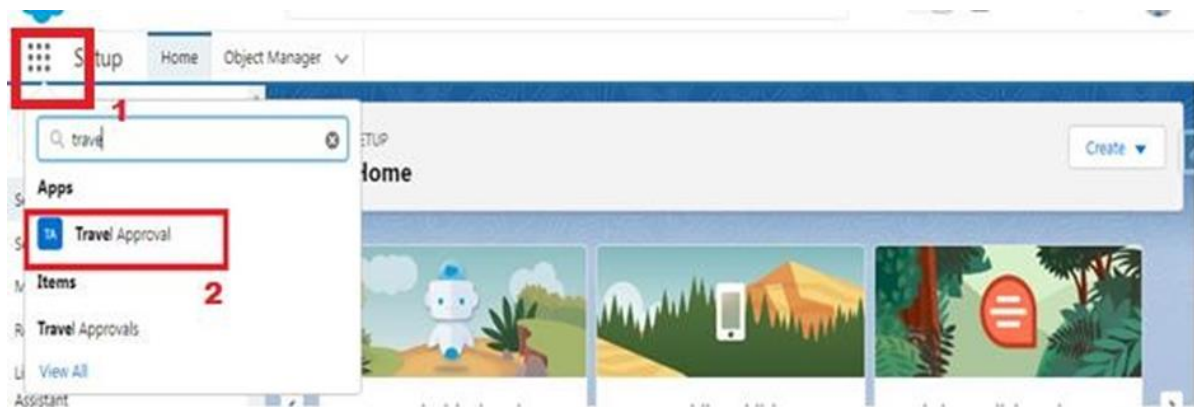 Setup Home Object Manager
1
trave
SETUP
Home
Create
Apps
TA Travel Approval
Items
2
Travel Approvals
View All
Assistant